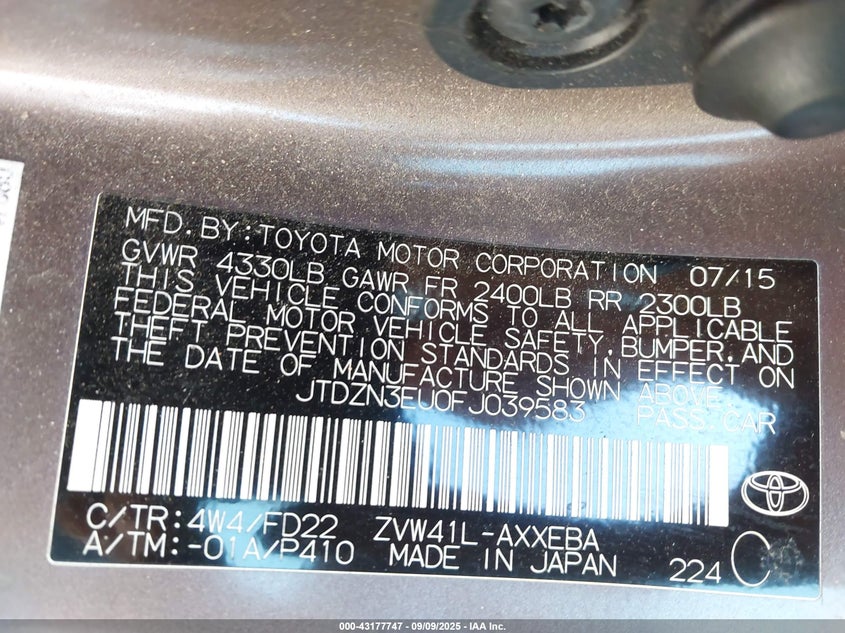 MFD. BY: TOYOTA MOTOR CORPORATION 07/15
GVWR 4330LB GAWR FR 2400LB RR 2300LB
THIS VEHICLE CONFORMS TO ALL APPLICABLE
FEDERAL MOTOR VEHICLE SAFETY, BUMPER, AND
THEFT PREVENTION STANDARDS IN EFFECT ON
THE DATE OF MANUFACTURE SHOWN ABOVE.
JTDZN3EU0FJ039583 PASS.CAR
C/TR: 4W4/FD22 ZVW41L-AXXEBA
A/TM: -01A/P410 MADE IN JAPAN 224 C
000-43177747 - 09/09/2025 - IAA Inc.